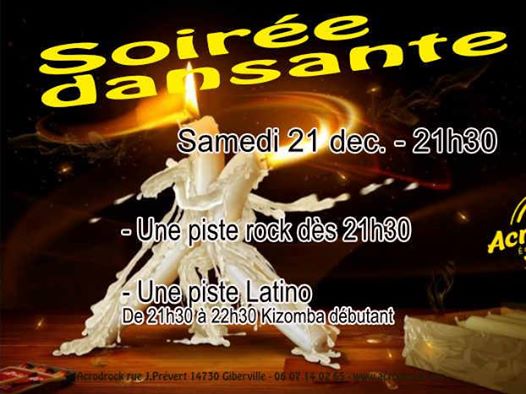 Soirée
dansante
Samedi 21 dec. - 21h30
- Une piste rock dès 21h30
- Une piste Latino
De 21h30 à 22h30 Kizomba débutant
Acrodrock rue J.Prévert 14730 Giberville -